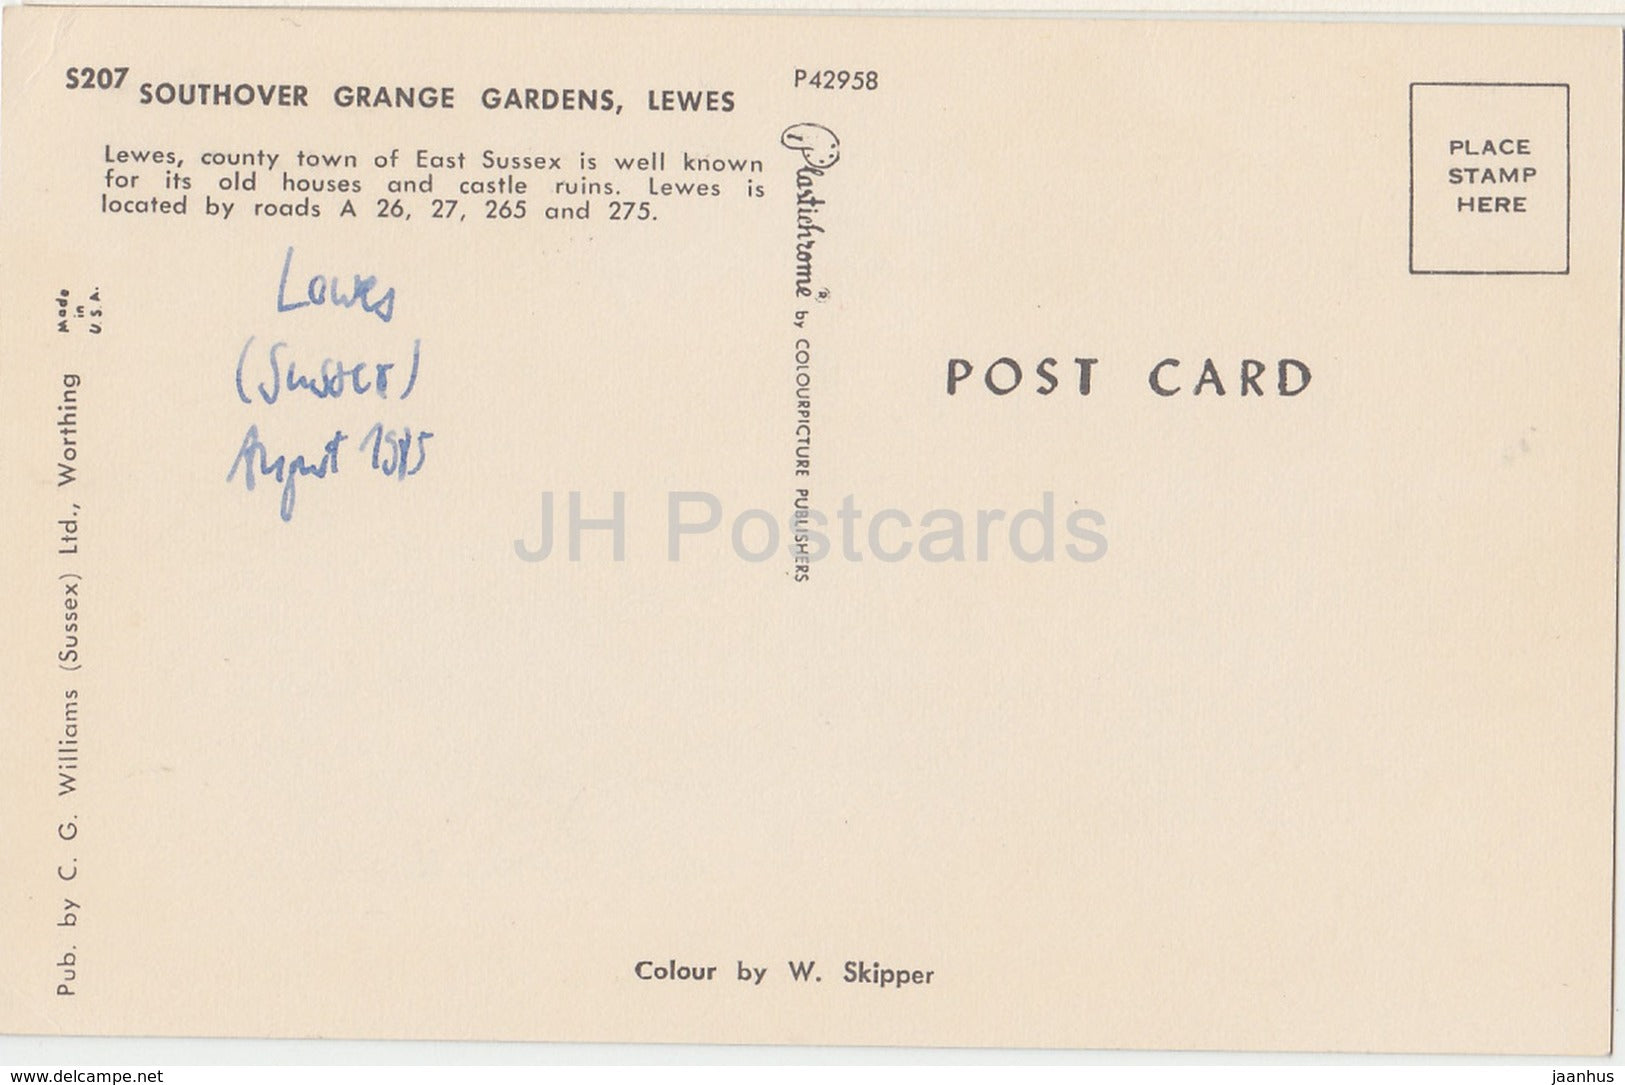 S207 SOUTHOVER GRANGE GARDENS, LEWES
Lewes, county town of East Sussex is well known
for its old houses and castle ruins. Lewes is
located by roads A 26, 27, 265 and 275.
Lewes
(Sussex)
August 1985
Made
in
U.S.A.
Pub. by C. G. Williams (Sussex) Ltd., Worthing
P42958
Plastichrome® by COLOURPICTURE PUBLISHERS
PLACE
STAMP
HERE
POST CARD
JH Postcards
Colour by W. Skipper
www.delcampe.net
jaanhus